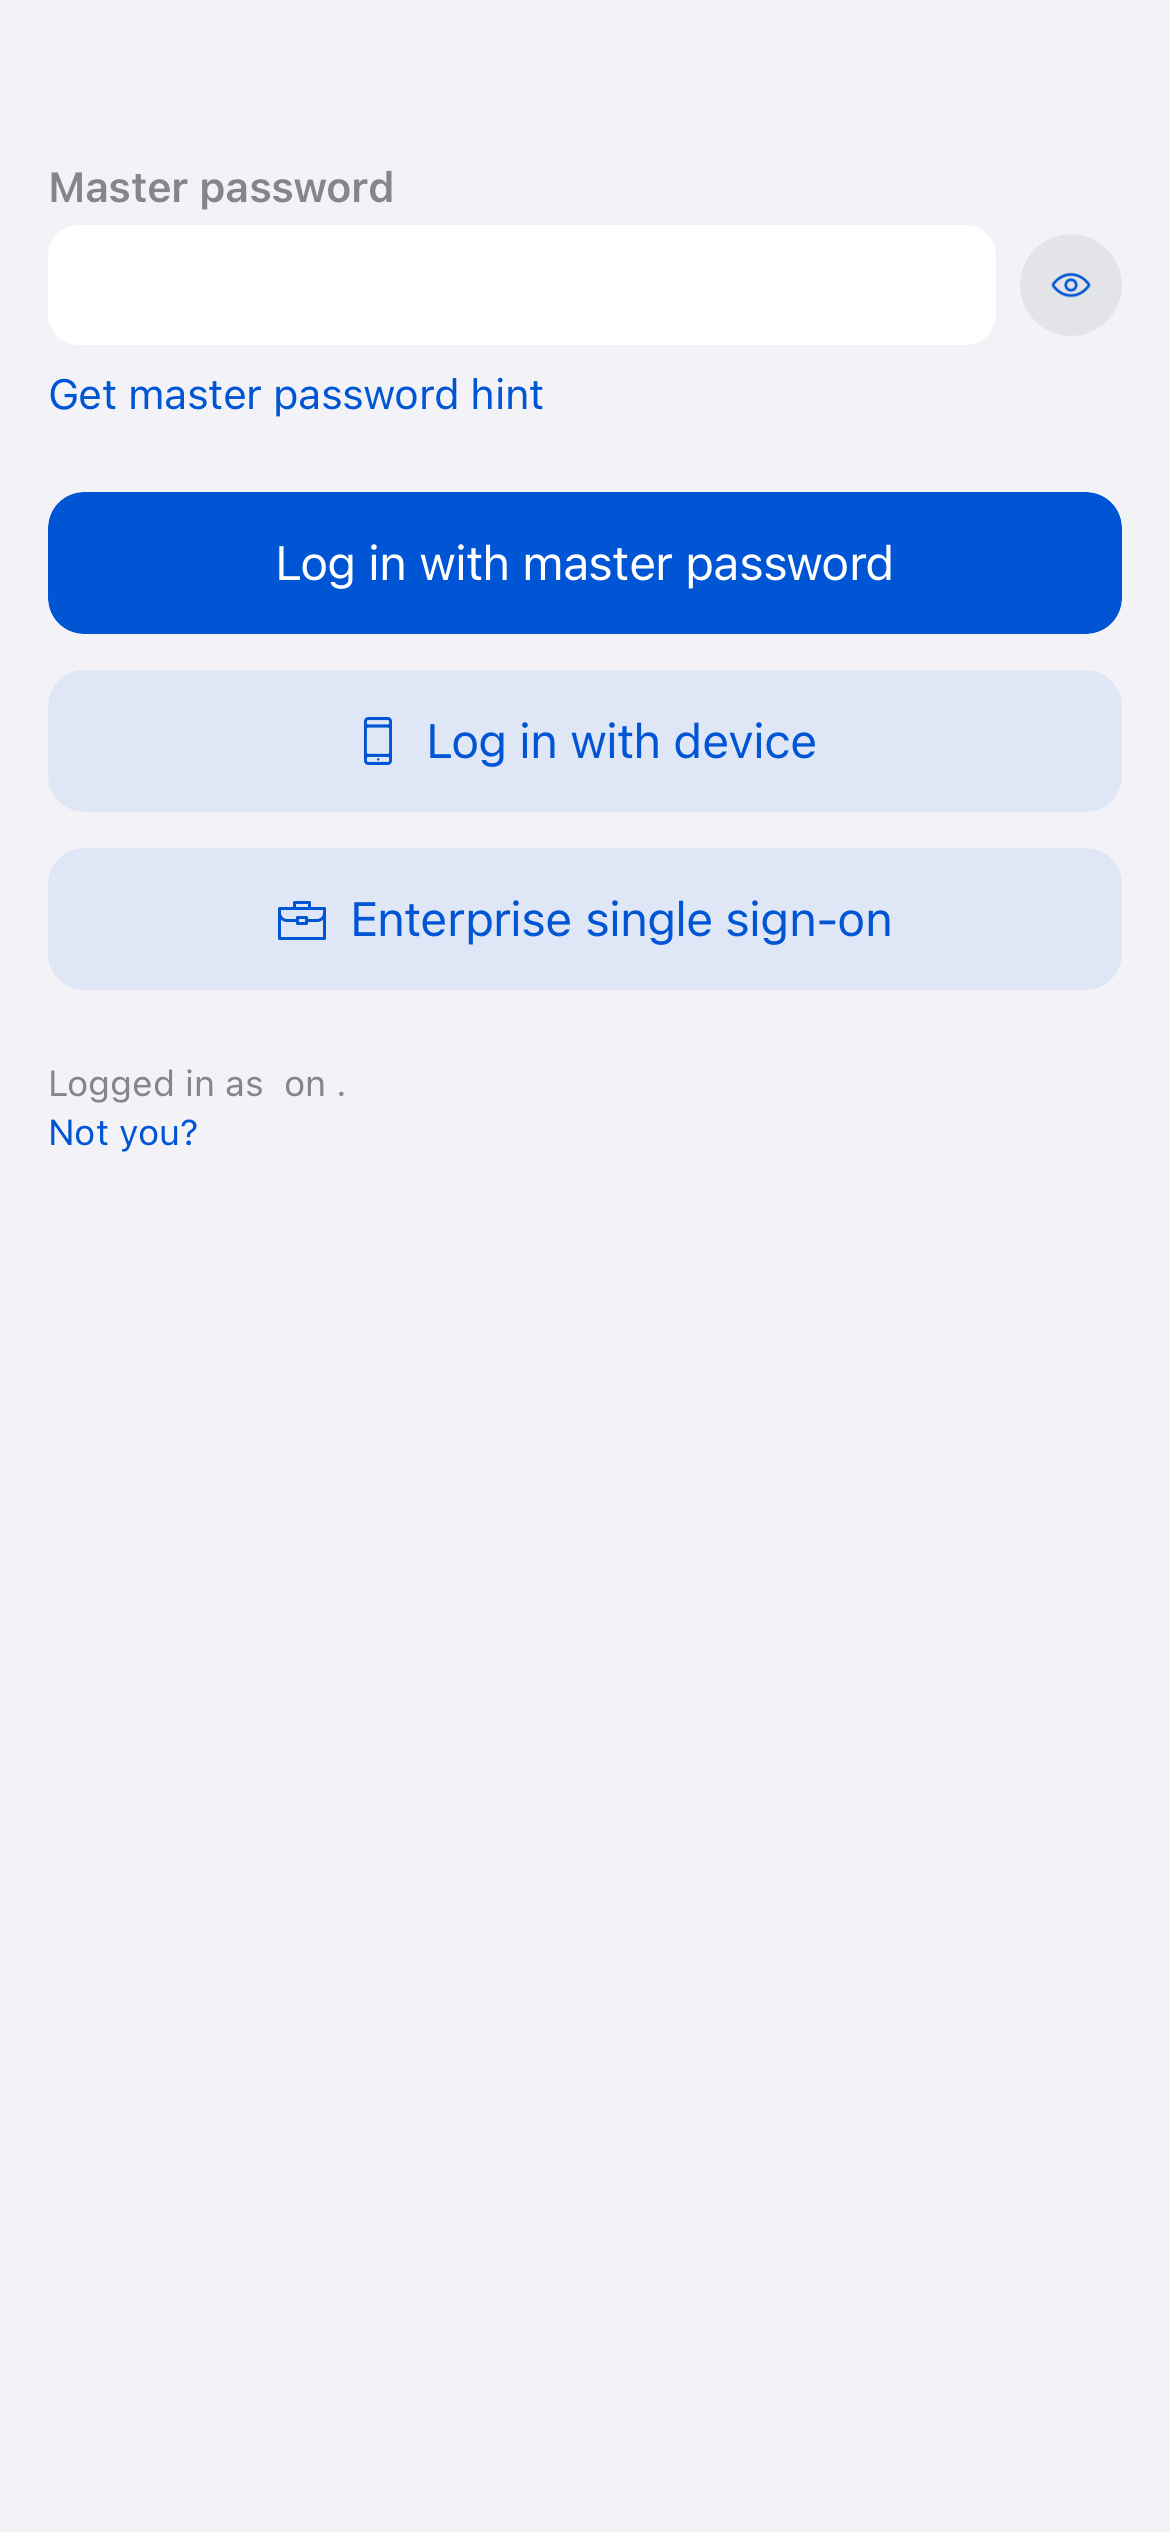 Master password
Get master password hint
Log in with master password
Log in with device
Enterprise single sign-on
Logged in as  on .
Not you?